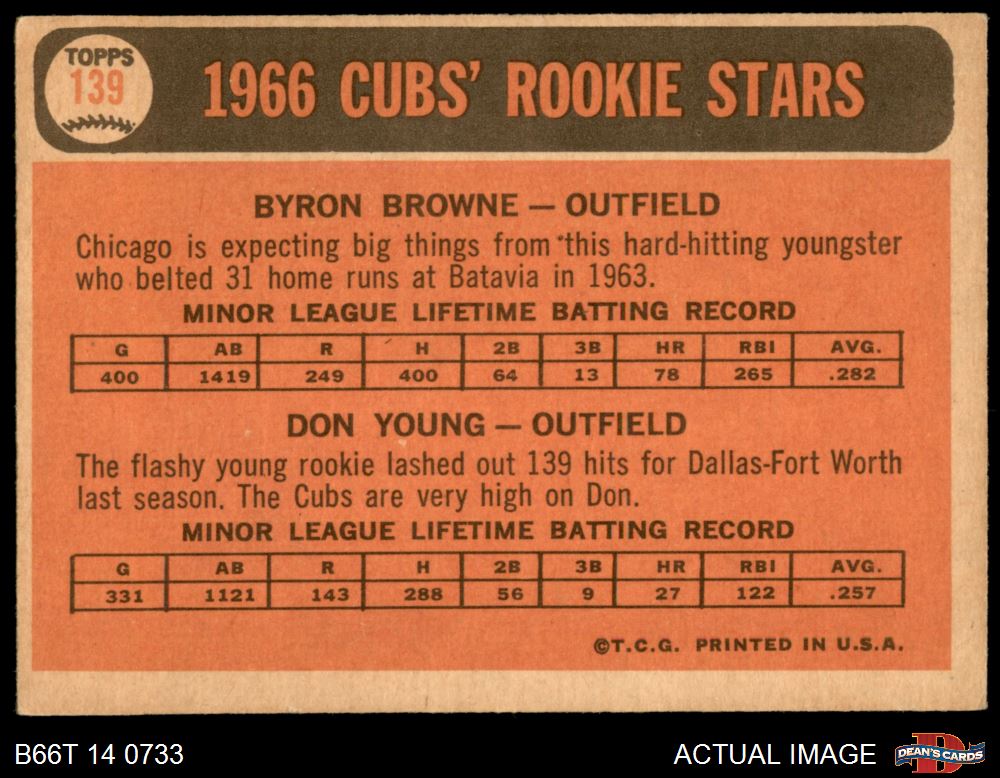 TOPPS
139
1966 CUBS' ROOKIE STARS
BYRON BROWNE — OUTFIELD
Chicago is expecting big things from this hard-hitting youngster
who belted 31 home runs at Batavia in 1963.
MINOR LEAGUE LIFETIME BATTING RECORD
G AB R H 2B 3B HR RBI AVG.
400 1419 249 400 64 13 78 265 .282
DON YOUNG — OUTFIELD
The flashy young rookie lashed out 139 hits for Dallas-Fort Worth
last season. The Cubs are very high on Don.
MINOR LEAGUE LIFETIME BATTING RECORD
G AB R H 2B 3B HR RBI AVG.
331 1121 143 288 56 9 27 122 .257
©T.C.G. PRINTED IN U.S.A.
B66T 14 0733
ACTUAL IMAGE
DEAN'S CARDS